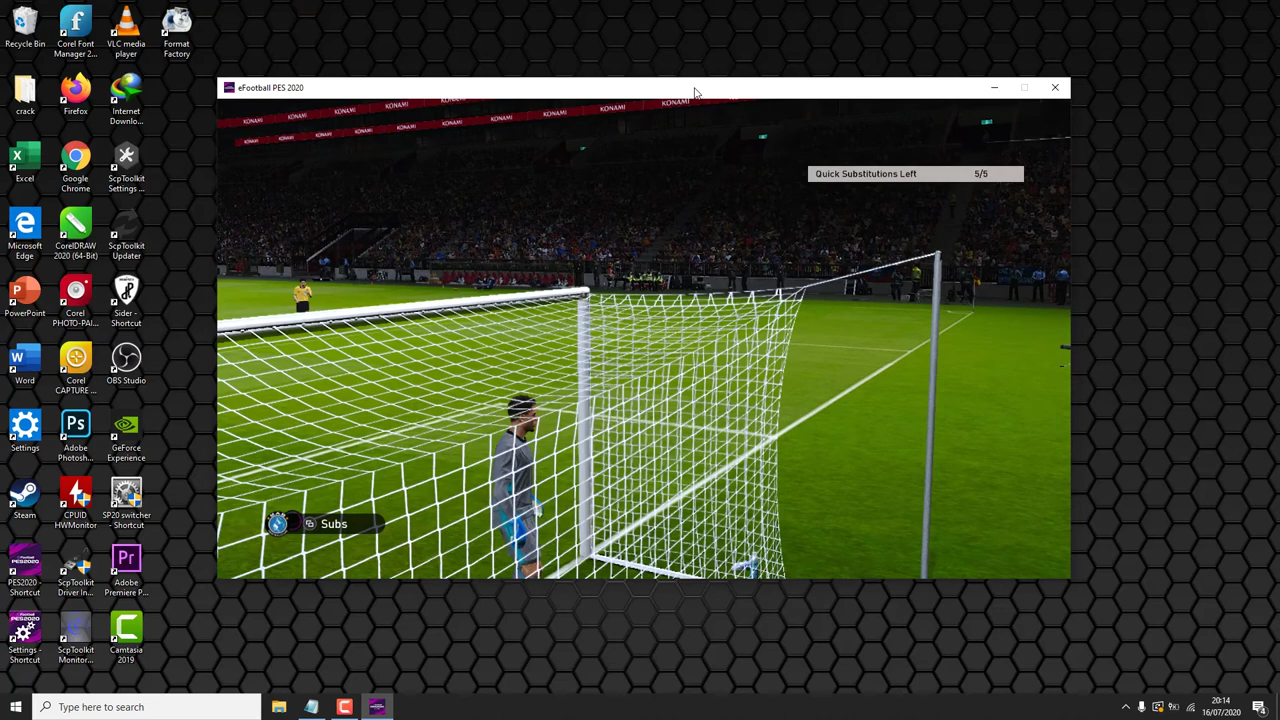 Recycle Bin
Corel Font
Manager 2...
VLC media
player
Format
Factory
crack
Firefox
Internet
Downlo...
Excel
Google
Chrome
ScpToolkit
Settings ...
Microsoft
Edge
CorelDRAW
2020 (64-Bit)
ScpToolkit
Updater
PowerPoint
Corel
PHOTO-PAI...
Sider -
Shortcut
Word
Corel
CAPTURE ...
OBS Studio
Settings
Adobe
Photosh...
GeForce
Experience
Steam
CPUID
HWMonitor
SP20 switcher
- Shortcut
PES2020 -
Shortcut
ScpToolkit
Driver In...
Adobe
Premiere P...
Settings -
Shortcut
ScpToolkit
Monitor...
Camtasia
2019
eFootball PES 2020
KONAMI KONAMI KONAMI
KONAMI KONAMI KONAMI KONAMI KONAMI KONAMI KONAMI
Quick Substitutions Left 5/5
Subs
Type here to search
20:14
16/07/2020
4